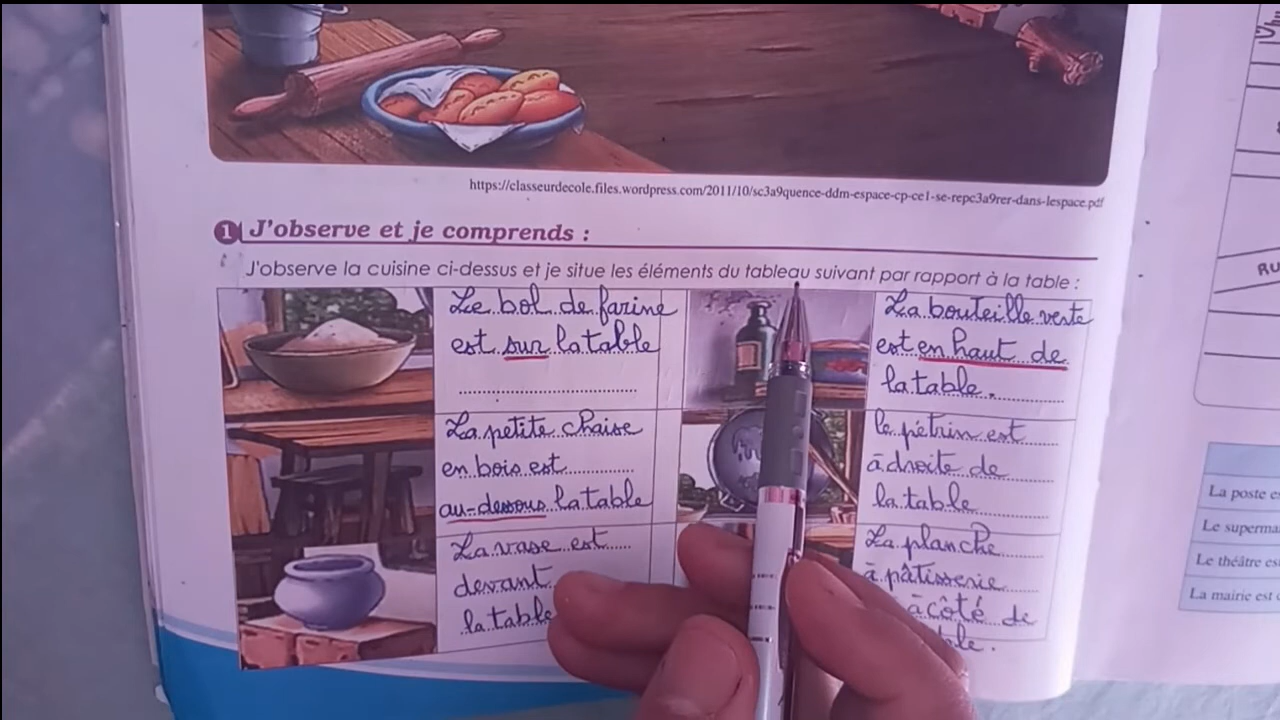 https://classeurdecole.files.wordpress.com/2011/10/sc3a9quence-ddm-espace-cp-ce1-se-repc3a9rer-dans-lespace.pdf
1 J'observe et je comprends :
J'observe la cuisine ci-dessus et je situe les éléments du tableau suivant par rapport à la table :
Le bol de farine
est sur la table
La bouteille verte
est en haut de
la table.
La petite chaise
en bois est
au-dessous la table
le pétrin est
à droite de
la table
La vase est
devant
la table
La planche
à pâtisserie
à côté de
La poste
Le superma
Le théâtre es
La mairie est